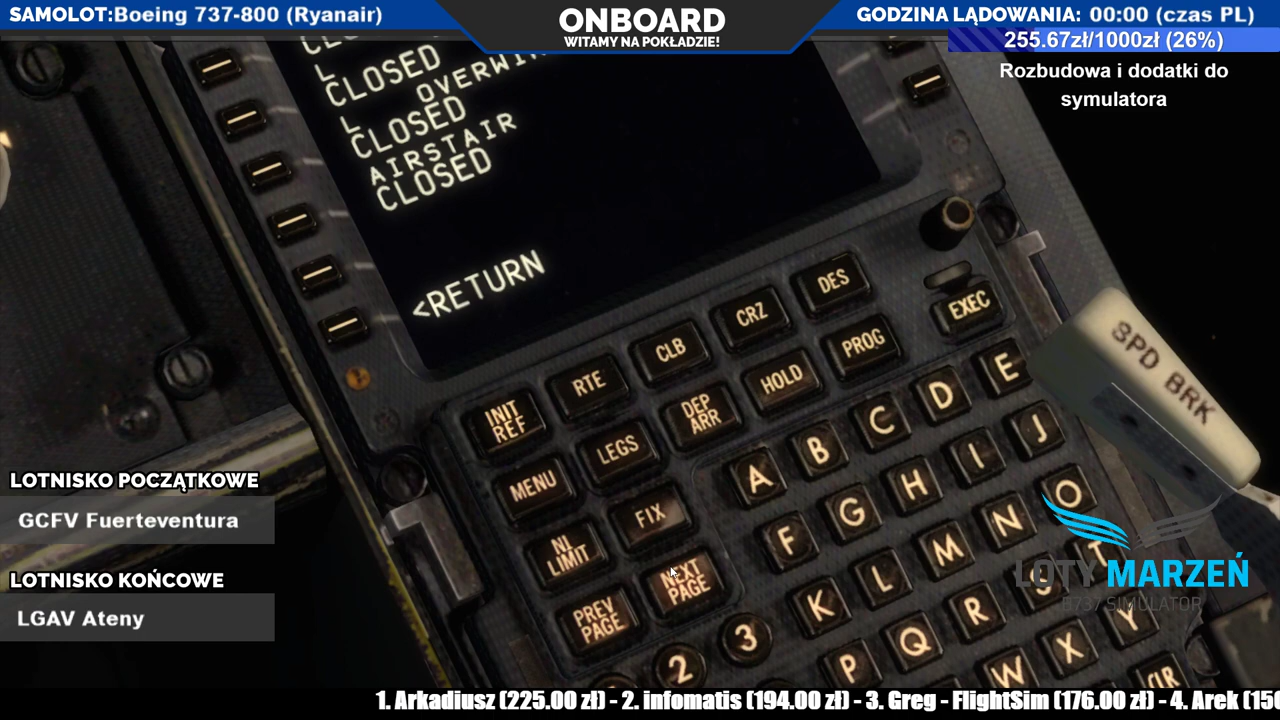 SAMOLOT:Boeing 737-800 (Ryanair)
ONBOARD
WITAMY NA POKŁADZIE!
GODZINA LĄDOWANIA: 00:00 (czas PL)
255.67zł/1000zł (26%)
Rozbudowa i dodatki do
symulatora
L
CLOSED
L
CLOSED
AIRSTAIR
CLOSED
<RETURN
DES
CRZ
EXEC
CLB
RTE
INIT
REF
PROG
HOLD
DEP
ARR
LEGS
MENU
FIX
N1
LIMIT
NEXT
PAGE
PREV
PAGE
A B C D E
F G H I J
K L M N O
P Q R T
W X Y
CLR
2 3
SPD BRK
LOTNISKO POCZĄTKOWE
GCFV Fuerteventura
LOTNISKO KOŃCOWE
LGAV Ateny
LOTY MARZEŃ
B737 SIMULATOR
1. Arkadiusz (225.00 zł) - 2. infomatis (194.00 zł) - 3. Greg - FlightSim (176.00 zł) - 4. Arek (150